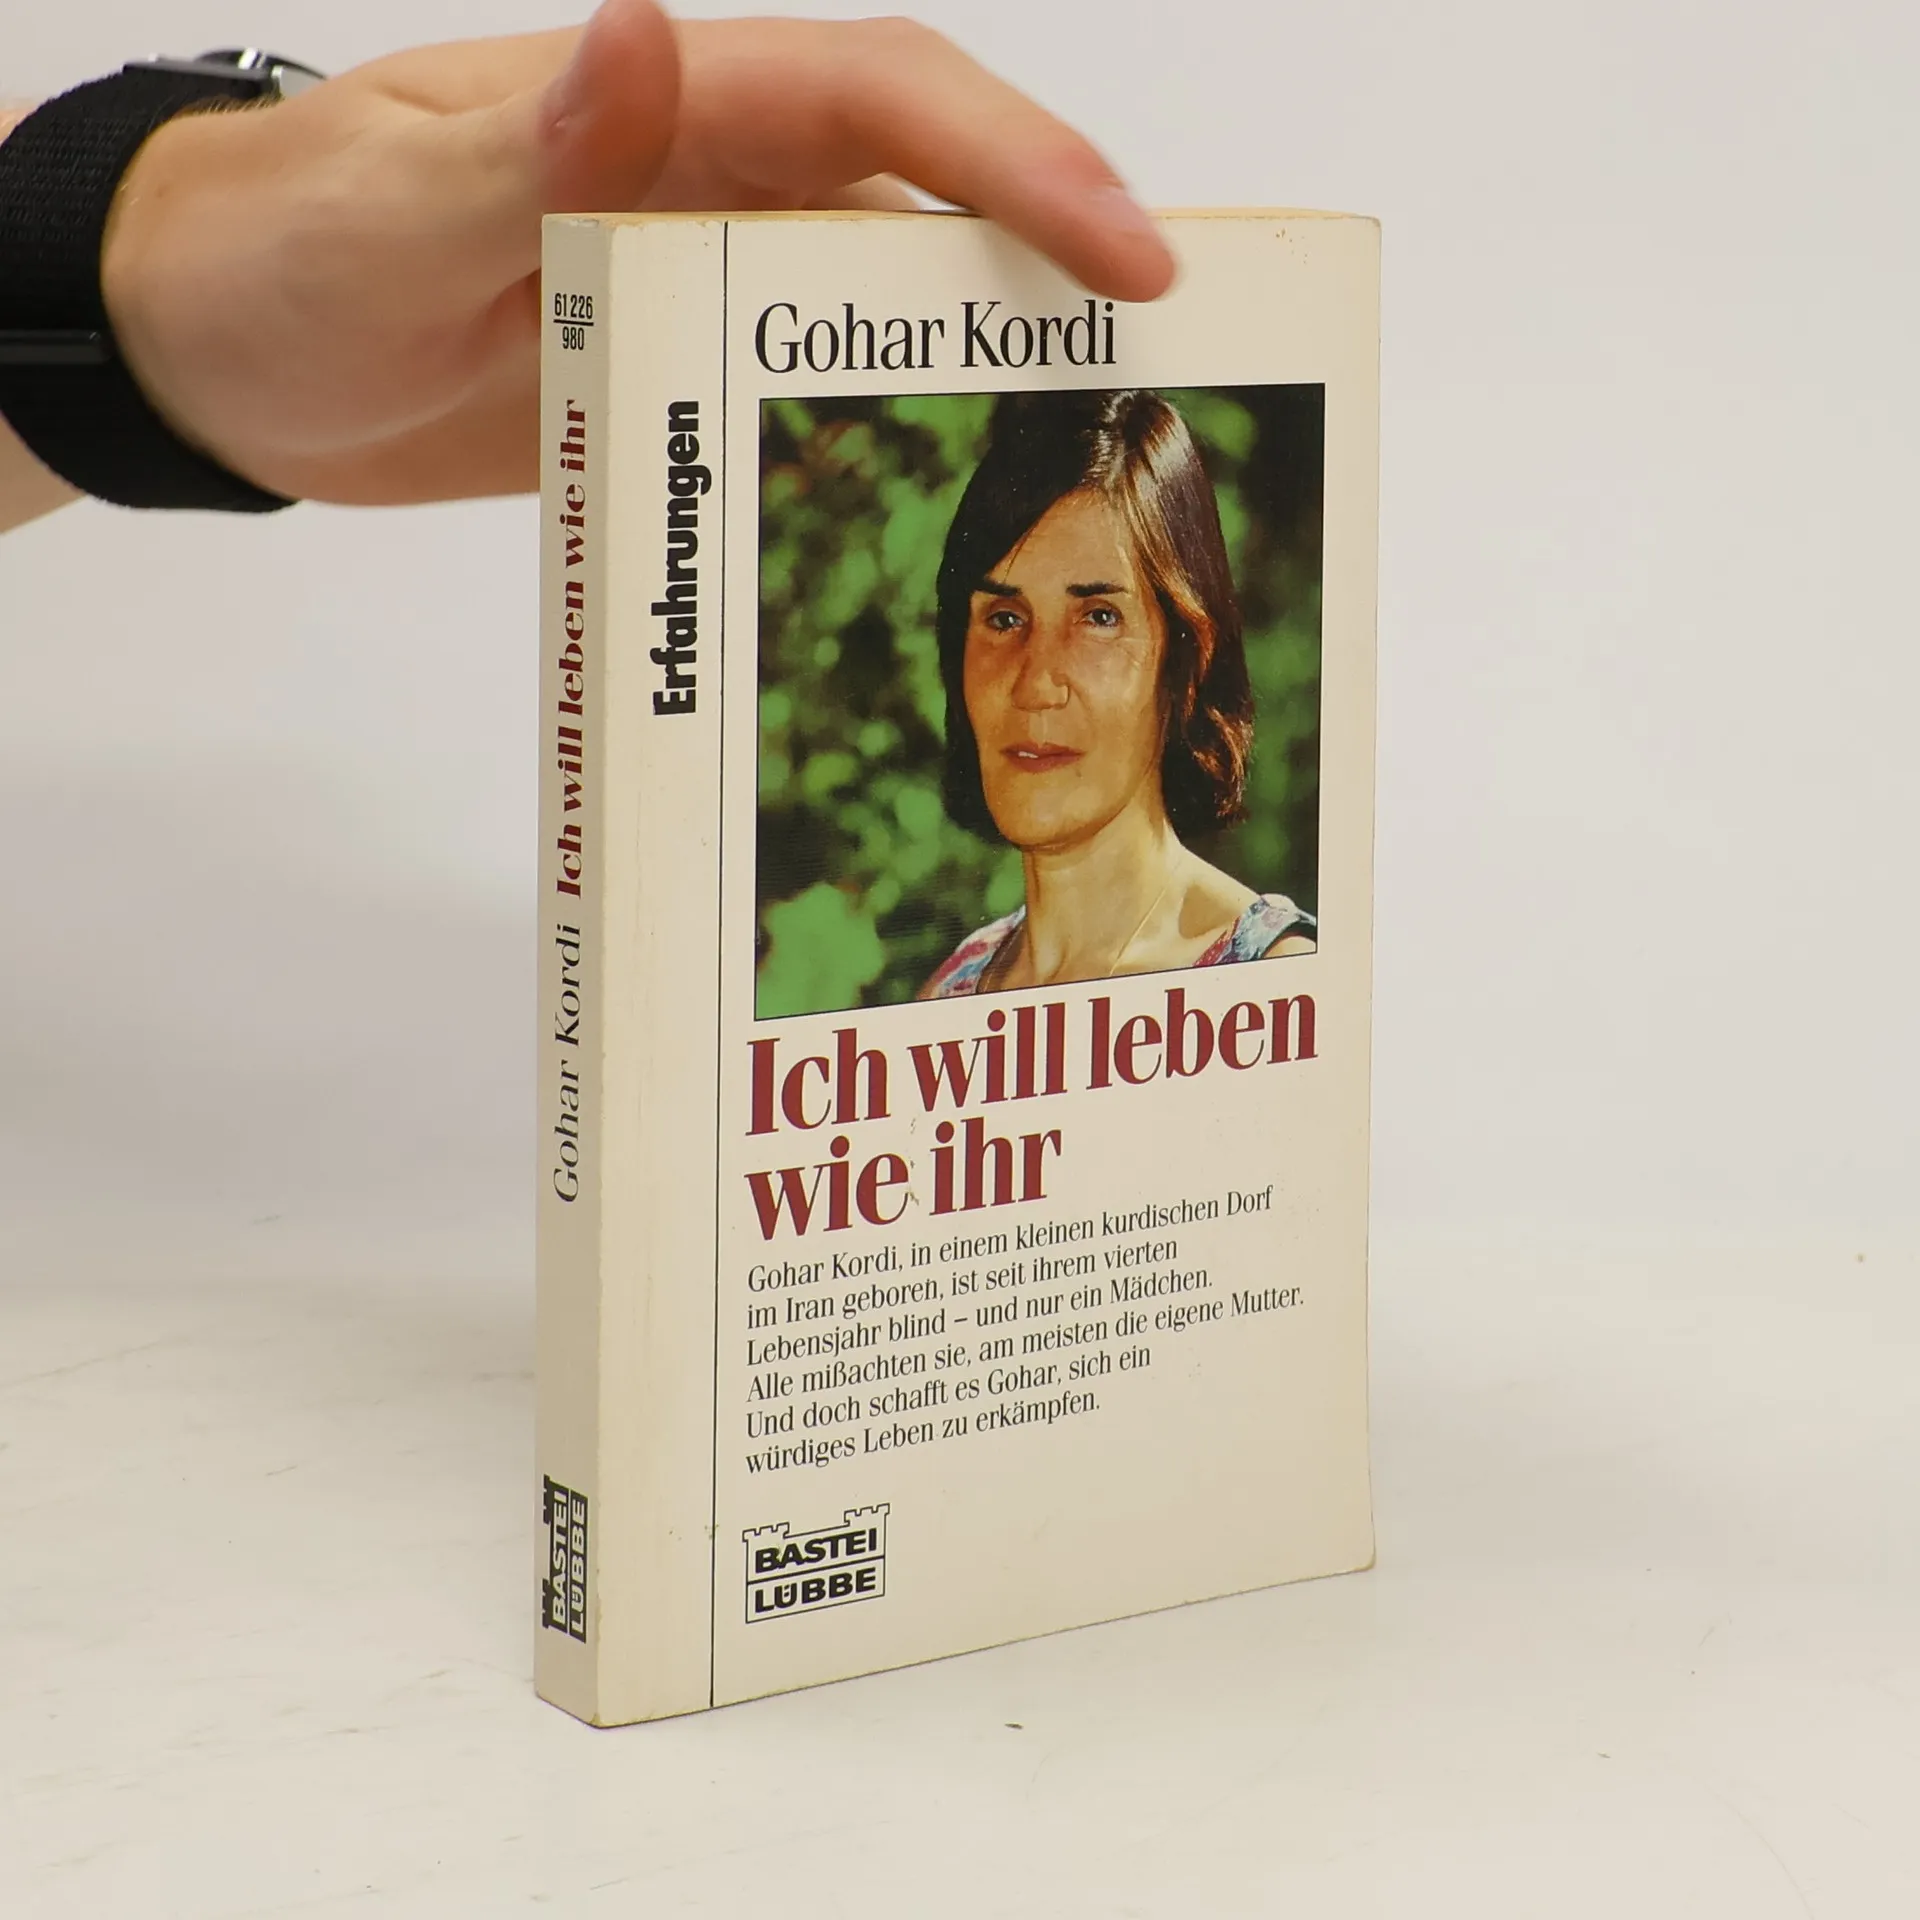 61 226
980
Gohar Kordi Ich will leben wie ihr
BASTEI
LÜBBE
Erfahrungen
Gohar Kordi
Ich will leben
wie ihr
Gohar Kordi, in einem kleinen kurdischen Dorf
im Iran geboren, ist seit ihrem vierten
Lebensjahr blind – und nur ein Mädchen.
Alle mißachten sie, am meisten die eigene Mutter.
Und doch schafft es Gohar, sich ein
würdiges Leben zu erkämpfen.
BASTEI
LÜBBE